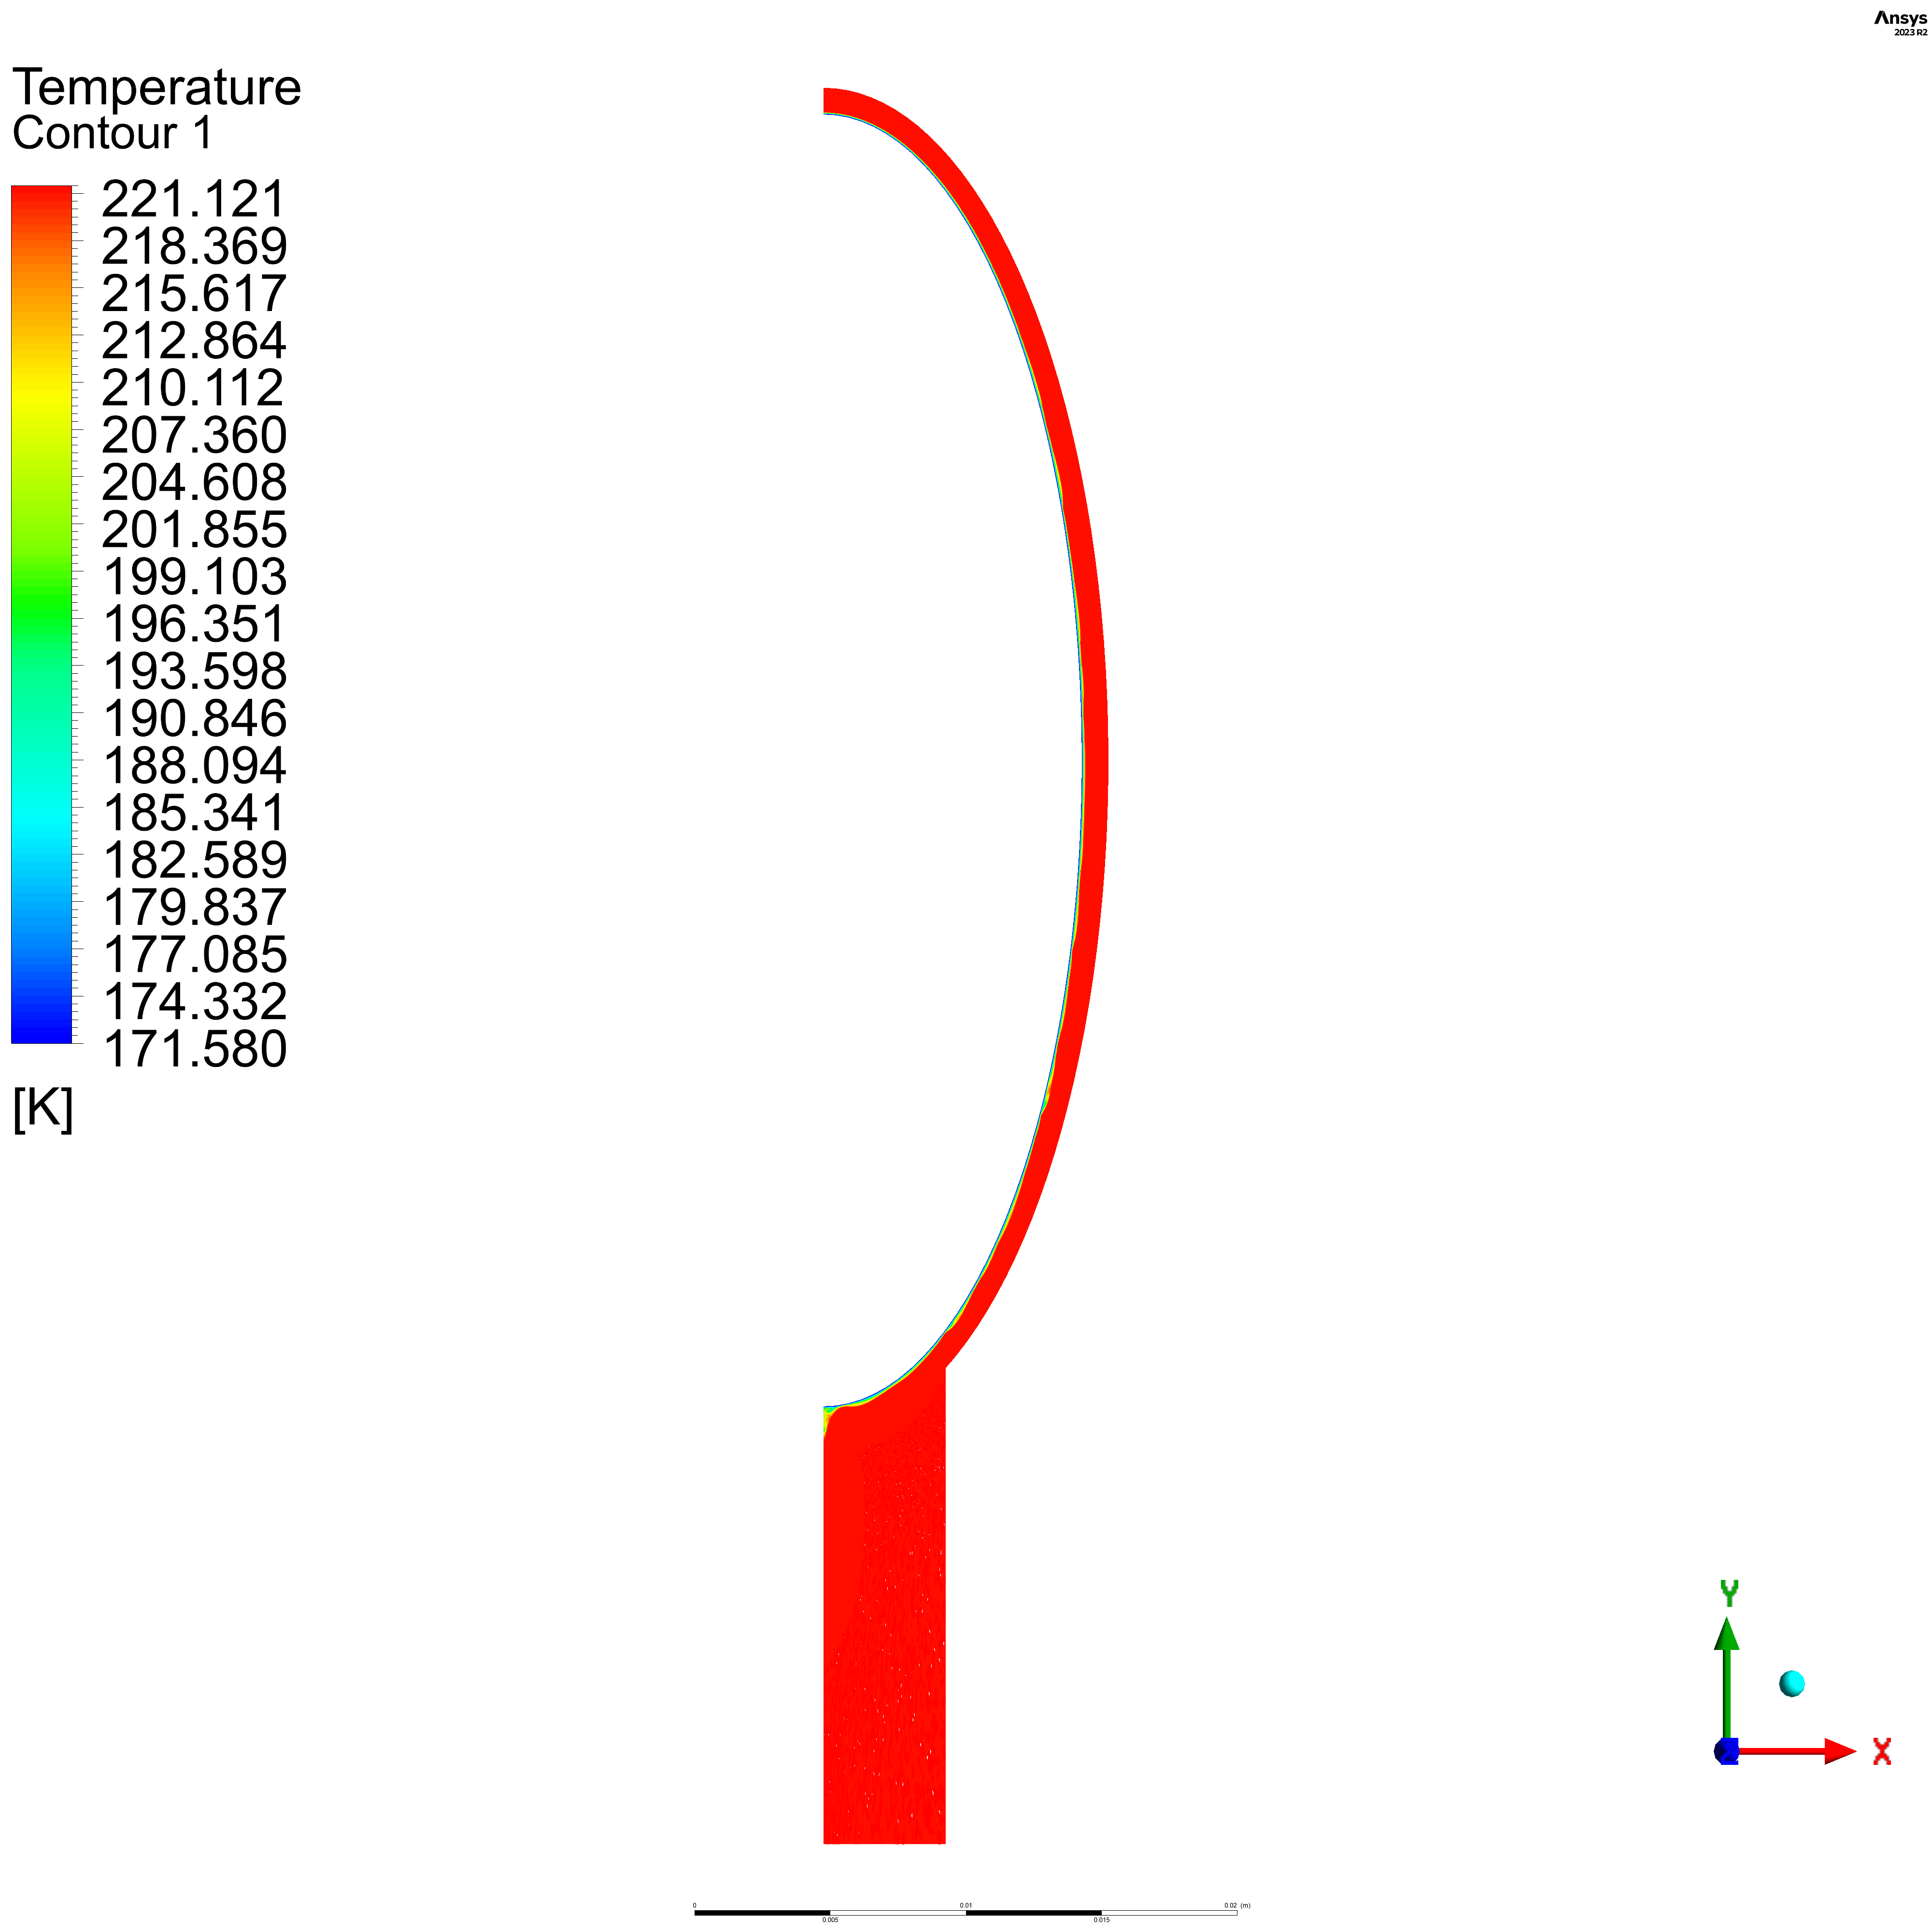 Ansys
2023 R2
Temperature
Contour 1
221.121
218.369
215.617
212.864
210.112
207.360
204.608
201.855
199.103
196.351
193.598
190.846
188.094
185.341
182.589
179.837
177.085
174.332
171.580
[K]
Y
Z X
0 0.01 0.02 (m)
0.005 0.015